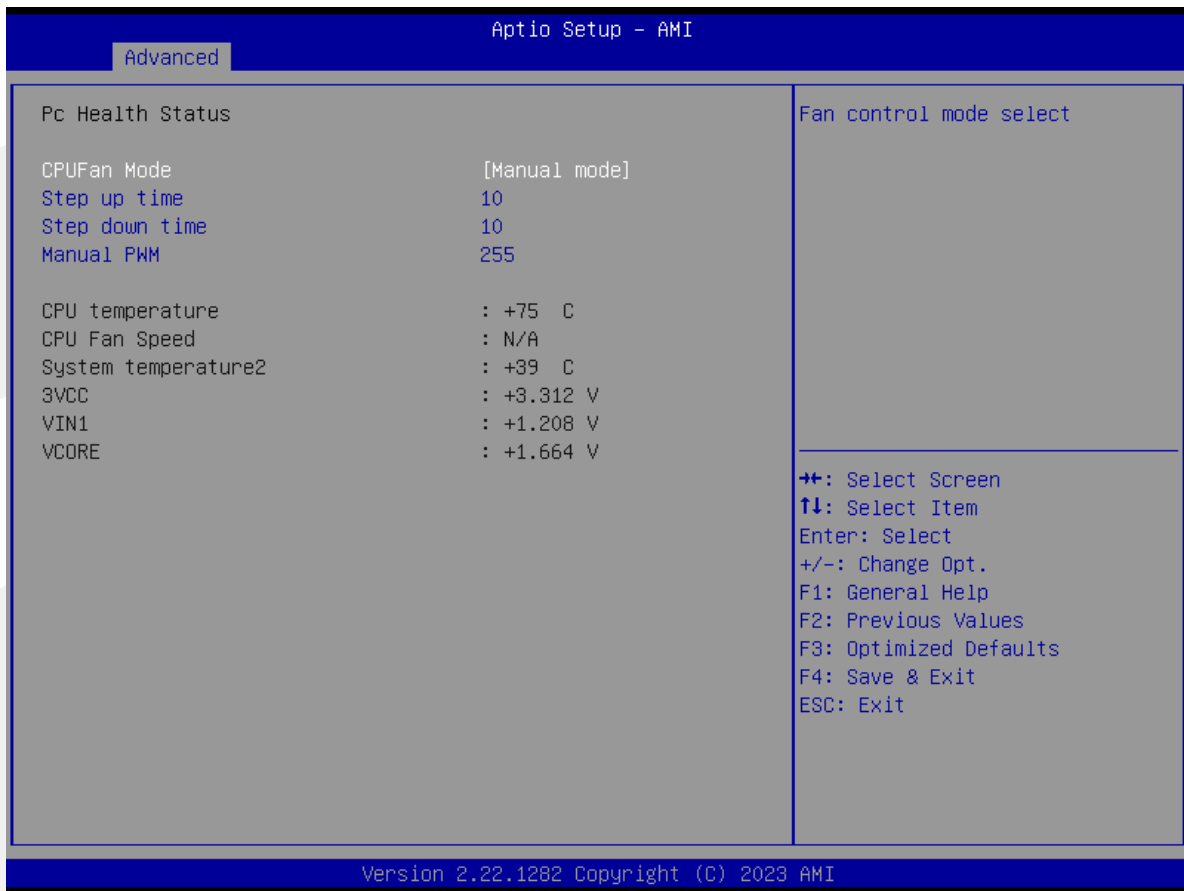 Aptio Setup – AMI
Advanced
Pc Health Status
CPUFan Mode [Manual mode]
Step up time 10
Step down time 10
Manual PWM 255
CPU temperature : +75 C
CPU Fan Speed : N/A
System temperature2 : +39 C
3VCC : +3.312 V
VIN1 : +1.208 V
VCORE : +1.664 V
Fan control mode select
→←: Select Screen
↑↓: Select Item
Enter: Select
+/-: Change Opt.
F1: General Help
F2: Previous Values
F3: Optimized Defaults
F4: Save & Exit
ESC: Exit
Version 2.22.1282 Copyright (C) 2023 AMI